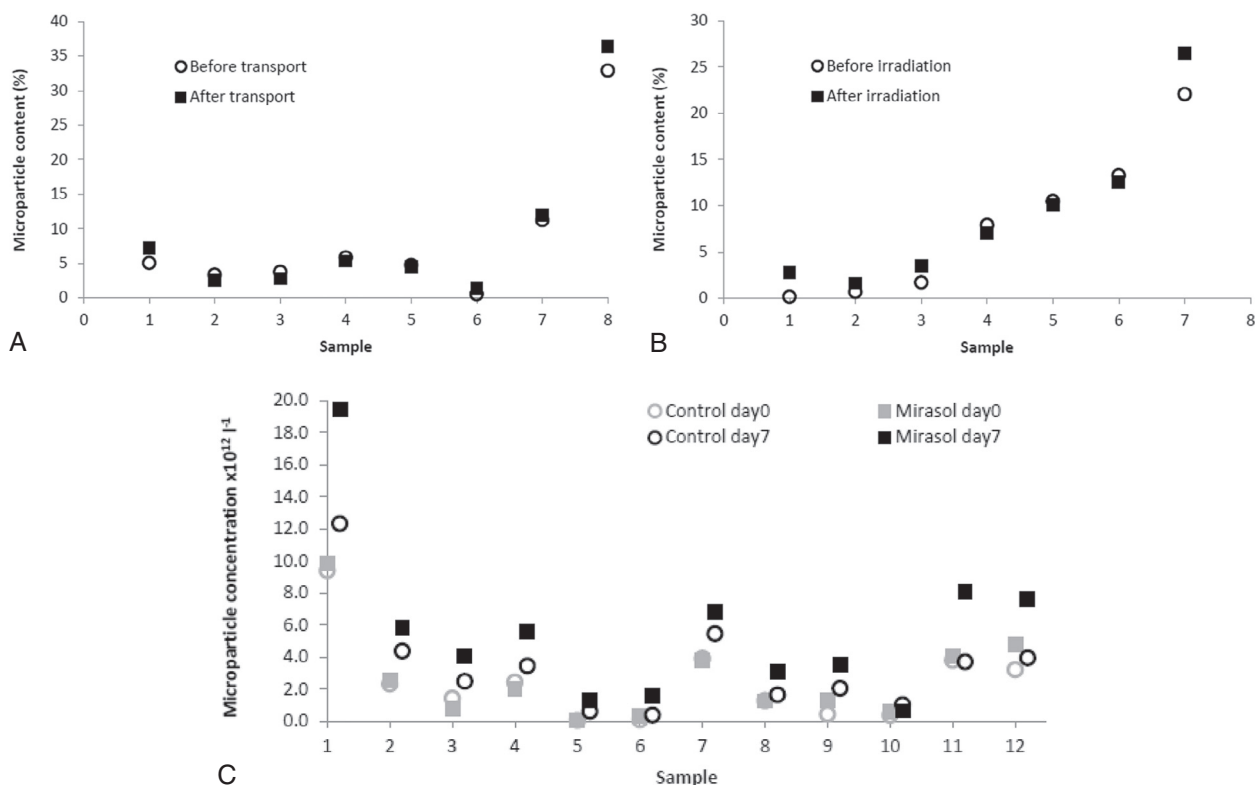 Microparticle content (%)
40
35
30
25
20
15
10
5
0
Before transport
After transport
0 1 2 3 4 5 6 7 8
Sample
A
Microparticle content (%)
30
25
20
15
10
5
0
Before irradiation
After irradiation
0 1 2 3 4 5 6 7 8
Sample
B
Microparticle concentration x10¹² l⁻¹
20.0
18.0
16.0
14.0
12.0
10.0
8.0
6.0
4.0
2.0
0.0
Control day0 Mirasol day0
Control day7 Mirasol day7
1 2 3 4 5 6 7 8 9 10 11 12
Sample
C